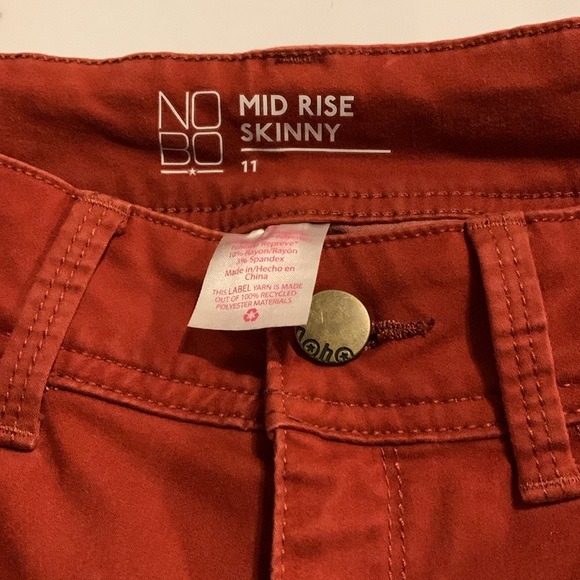 NO
BO
MID RISE
SKINNY
11
Repreve*
10% Rayon/Rayón
3% Spandex
Made in/Hecho en
China
THIS LABEL YARN IS MADE
OUT OF 100% RECYCLED
POLYESTER MATERIALS
nobo